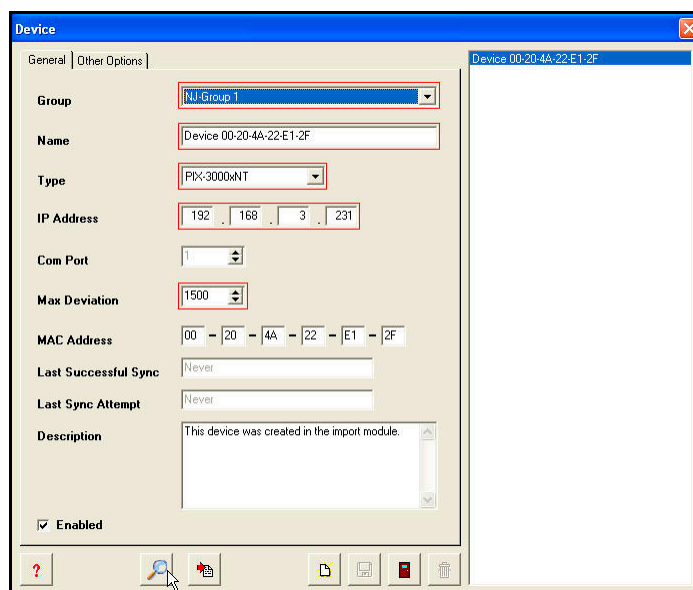 Device
General Other Options
Device 00-20-4A-22-E1-2F
Group NJ-Group 1
Name Device 00-20-4A-22-E1-2F
Type PIX-3000xNT
IP Address 192 . 168 . 3 . 231
Com Port 1
Max Deviation 1500
MAC Address 00 - 20 - 4A - 22 - E1 - 2F
Last Successful Sync Never
Last Sync Attempt Never
Description This device was created in the import module.
Enabled
?